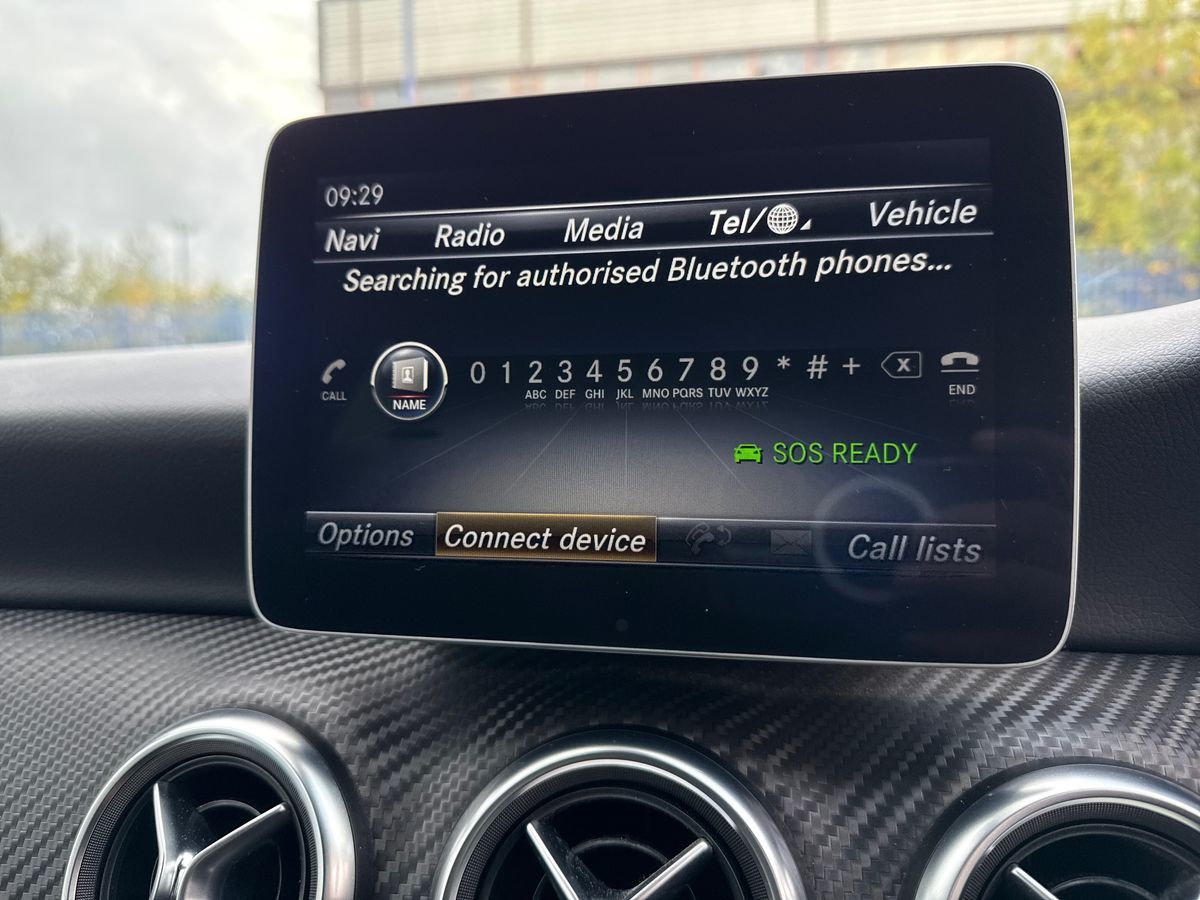 09:29
Navi Radio Media Tel/ Vehicle
Searching for authorised Bluetooth phones...
CALL NAME 0 1 2 3 4 5 6 7 8 9 * # + X END
ABC DEF GHI JKL MNO PQRS TUV WXYZ
SOS READY
Options Connect device Call lists